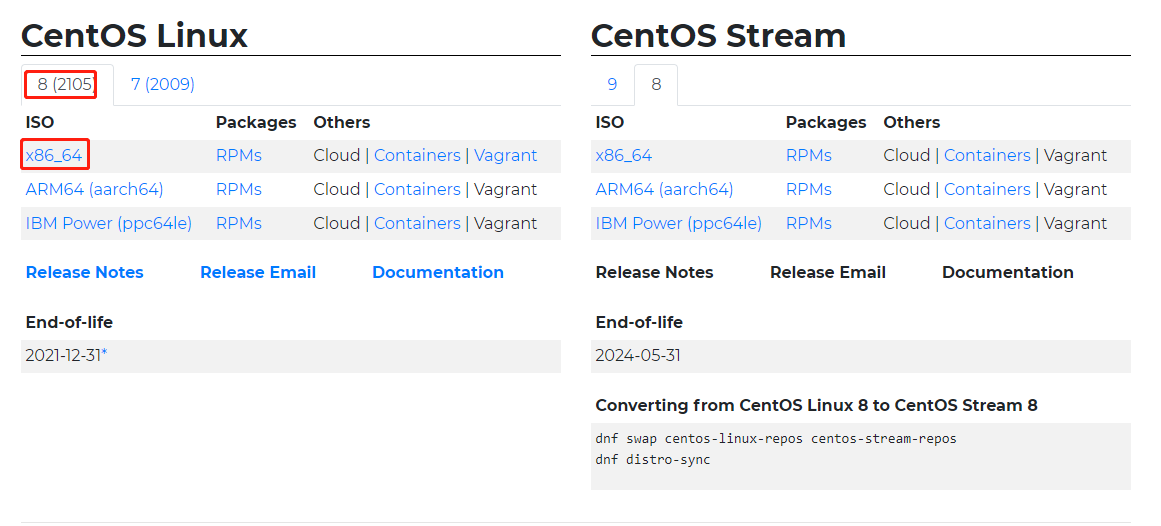 CentOS Linux
8 (2105) 7 (2009)
ISO Packages Others
x86_64 RPMs Cloud | Containers | Vagrant
ARM64 (aarch64) RPMs Cloud | Containers | Vagrant
IBM Power (ppc64le) RPMs Cloud | Containers | Vagrant
Release Notes Release Email Documentation
End-of-life
2021-12-31*
CentOS Stream
9 8
ISO Packages Others
x86_64 RPMs Cloud | Containers | Vagrant
ARM64 (aarch64) RPMs Cloud | Containers | Vagrant
IBM Power (ppc64le) RPMs Cloud | Containers | Vagrant
Release Notes Release Email Documentation
End-of-life
2024-05-31
Converting from CentOS Linux 8 to CentOS Stream 8
dnf swap centos-linux-repos centos-stream-repos
dnf distro-sync